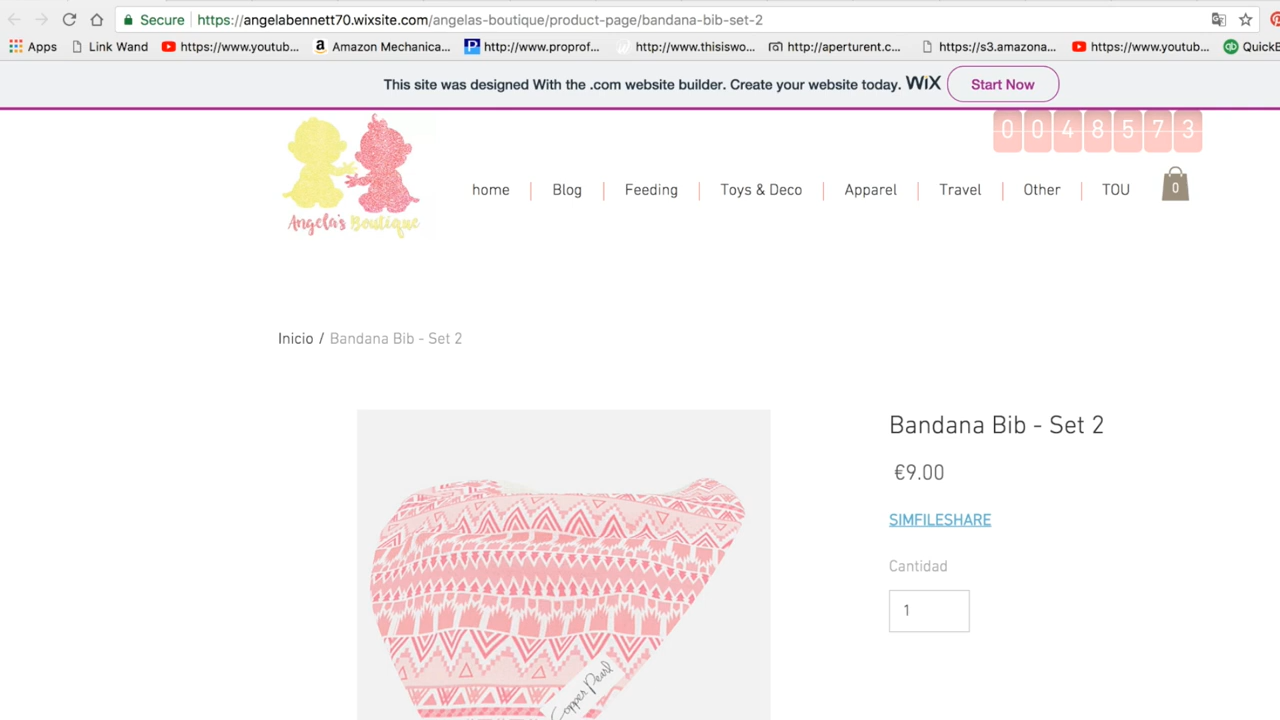 Secure https://angelabennett70.wixsite.com/angelas-boutique/product-page/bandana-bib-set-2
Apps Link Wand https://www.youtub... Amazon Mechanica... http://www.proprof... http://www.thisiswo... http://aperturent.c... https://s3.amazona... https://www.youtub... QuickB
This site was designed With the .com website builder. Create your website today. WiX Start Now
0 0 4 8 5 7 3
Angela's Boutique
home Blog Feeding Toys & Deco Apparel Travel Other TOU 0
Inicio / Bandana Bib - Set 2
Bandana Bib - Set 2
€9.00
SIMFILESHARE
Cantidad
1
Copper Pearl